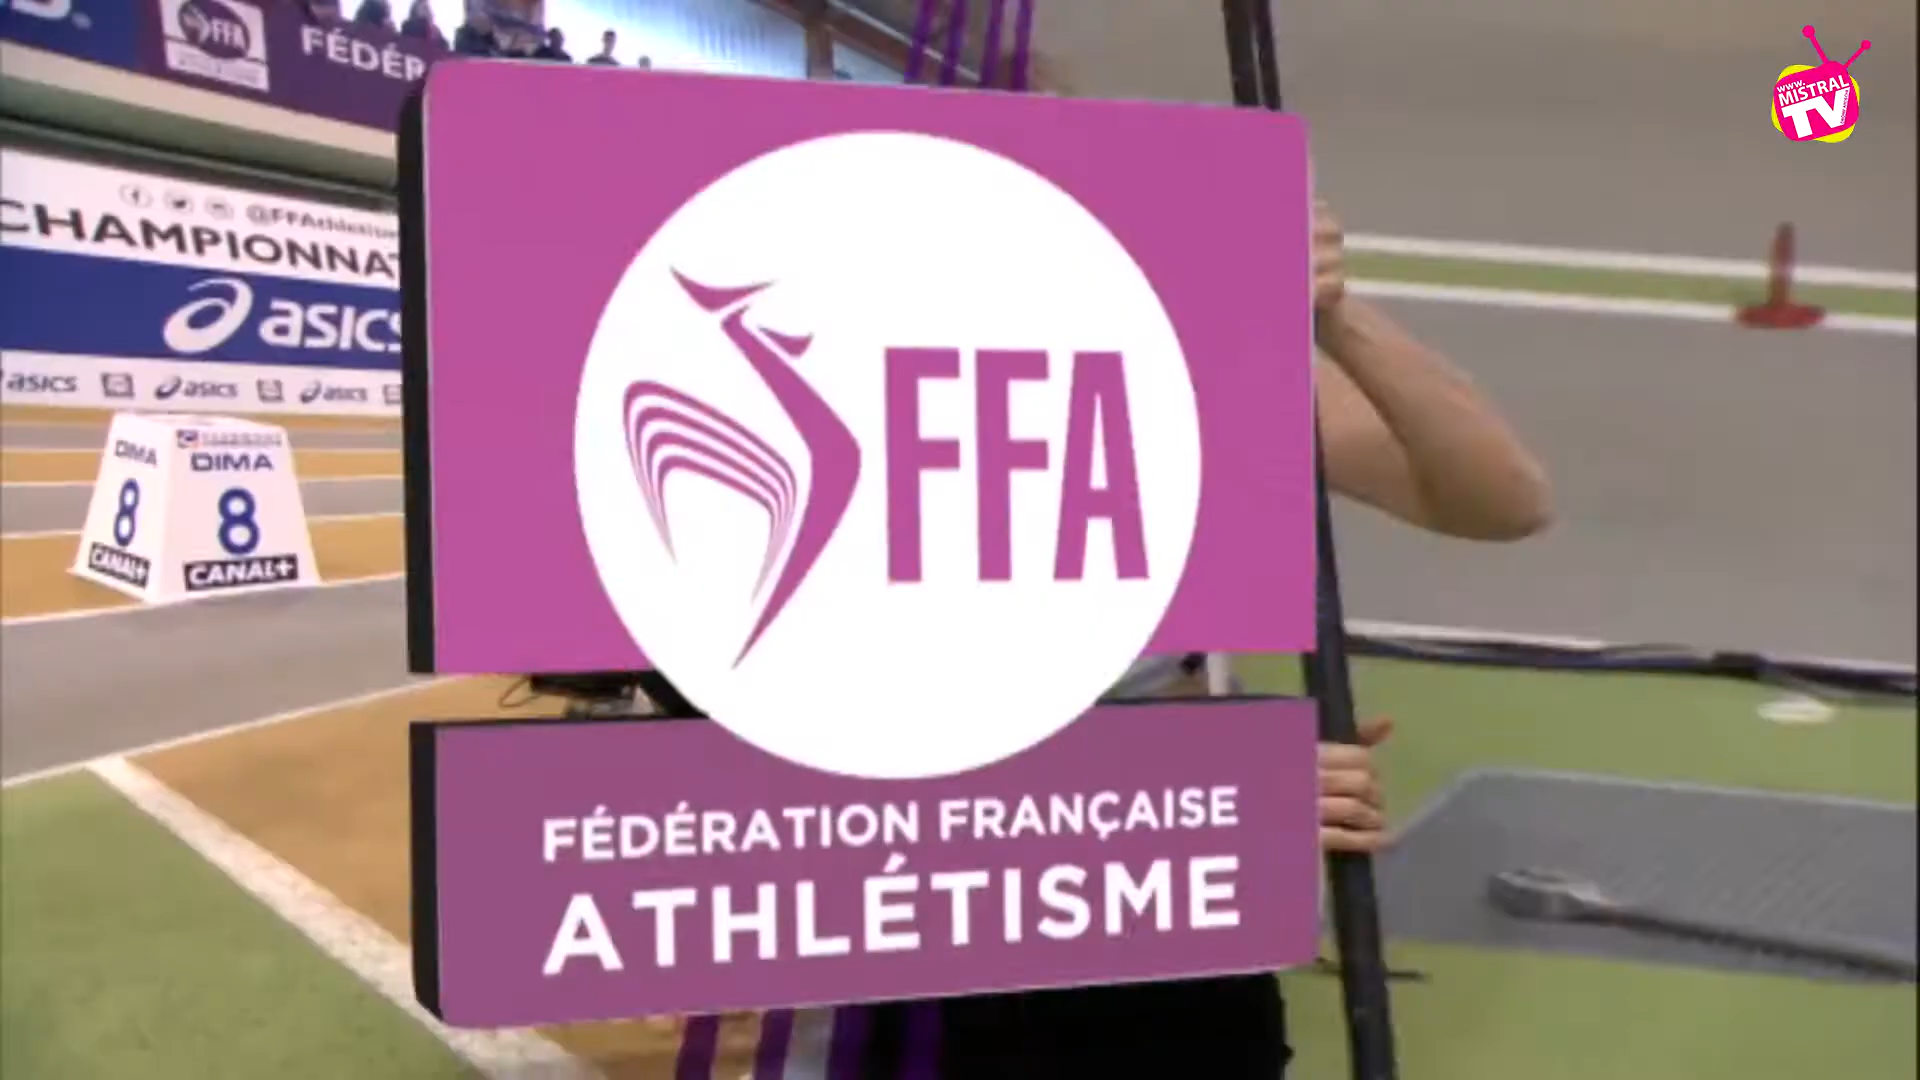 FFA
FÉDÉR
@FFAthletisme
CHAMPIONNAT
asics
asics asics asics
DIMA
8
CANAL+
DIMA
8
CANAL+
FFA
FÉDÉRATION FRANÇAISE
ATHLÉTISME
www.
MISTRAL
TV